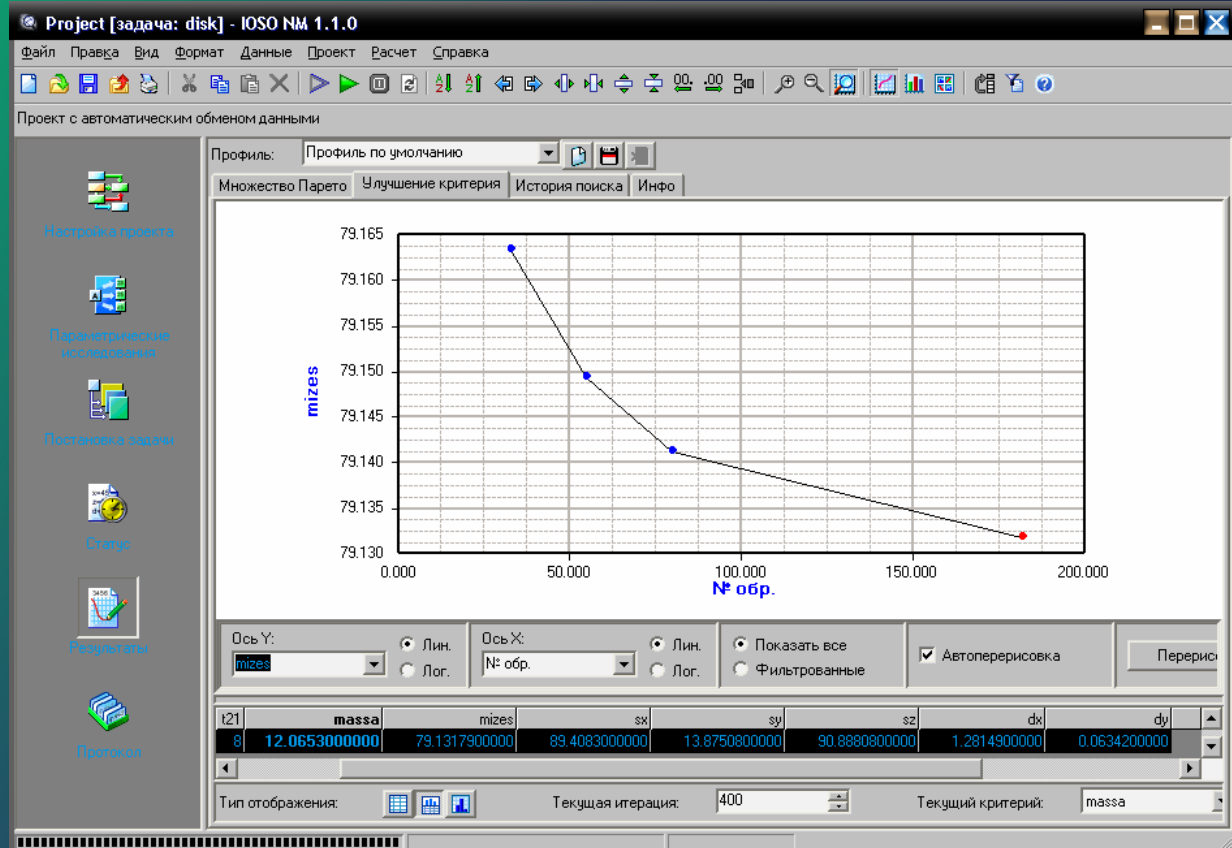 Project [задача: disk] - IOSO NM 1.1.0
Файл Правка Вид Формат Данные Проект Расчет Справка
Проект с автоматическим обменом данными
Профиль: Профиль по умолчанию
Множество Парето Улучшение критерия История поиска Инфо
Настройка проекта
Параметрические
исследования
Постановка задачи
Статус
Результаты
Протокол
79.165
79.160
79.155
79.150
79.145
79.140
79.135
79.130
mizes
0.000 50.000 100.000 150.000 200.000
№ обр.
Ось Y: Лин. Ось X: Лин. Показать все
mizes Лог. № обр. Лог. Фильтрованные
Автоперерисовка Перерис
t21 massa mizes sx sy sz dx dy
8 12.0653000000 79.1317900000 89.4083000000 13.8750800000 90.8880800000 1.2814900000 0.0634200000
Тип отображения: Текущая итерация: 400 Текущий критерий: massa